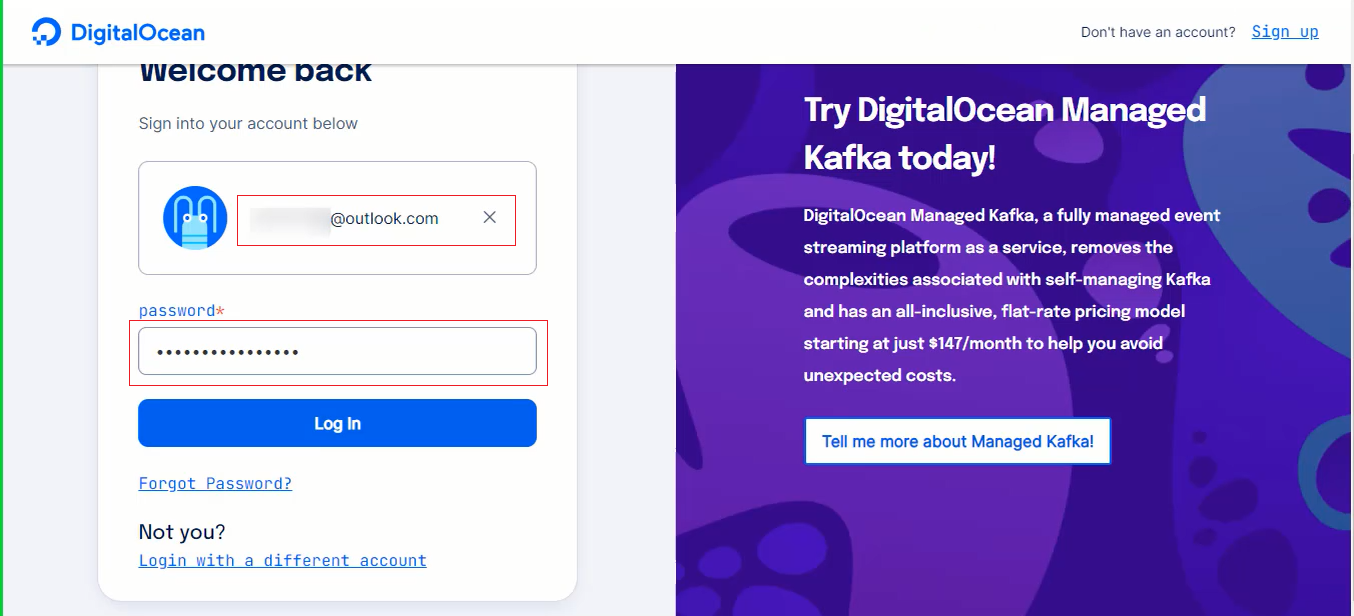 DigitalOcean
Don't have an account? Sign up
Welcome back
Sign into your account below
@outlook.com
password*
••••••••••••••••
Log In
Forgot Password?
Not you?
Login with a different account
Try DigitalOcean Managed
Kafka today!
DigitalOcean Managed Kafka, a fully managed event
streaming platform as a service, removes the
complexities associated with self-managing Kafka
and has an all-inclusive, flat-rate pricing model
starting at just $147/month to help you avoid
unexpected costs.
Tell me more about Managed Kafka!